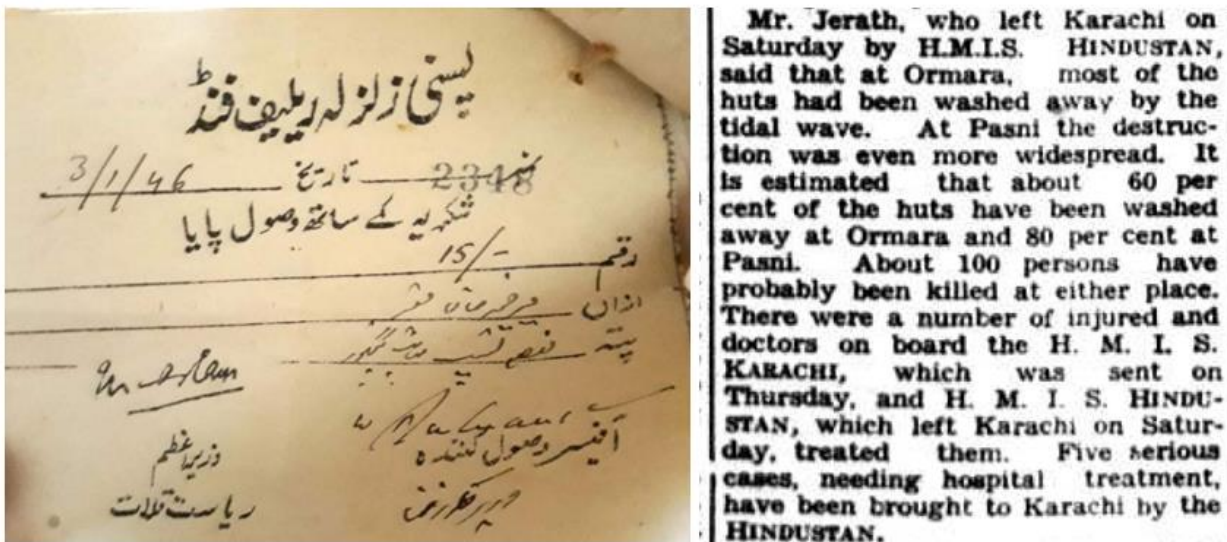 پسنی زلزلہ ریلیف فنڈ
نمبر 2348 تاریخ 3/1/46
شکریہ کے ساتھ وصول پایا
رقم 15/-
ازاں
پتہ
آفیسر وصول کنندہ
وزیر اعظم
ریاست قلات
Mr. Jerath, who left Karachi on
Saturday by H.M.I.S. HINDUSTAN,
said that at Ormara, most of the
huts had been washed away by the
tidal wave. At Pasni the destruc-
tion was even more widespread. It
is estimated that about 60 per
cent of the huts have been washed
away at Ormara and 80 per cent at
Pasni. About 100 persons have
probably been killed at either place.
There were a number of injured and
doctors on board the H. M. I. S.
KARACHI, which was sent on
Thursday, and H. M. I. S. HINDU-
STAN, which left Karachi on Satur-
day, treated them. Five serious
cases, needing hospital treatment,
have been brought to Karachi by the
HINDUSTAN.